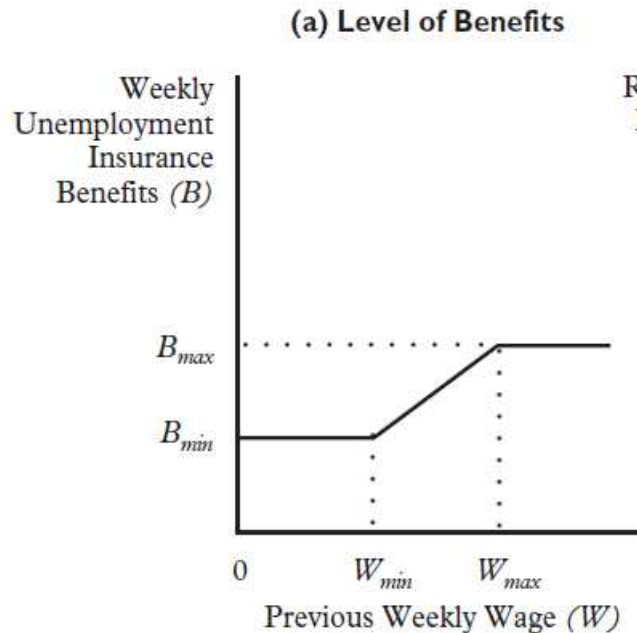 (a) Level of Benefits
Weekly
Unemployment
Insurance
Benefits (B)
R
B_max
B_min
0
W_min
W_max
Previous Weekly Wage (W)